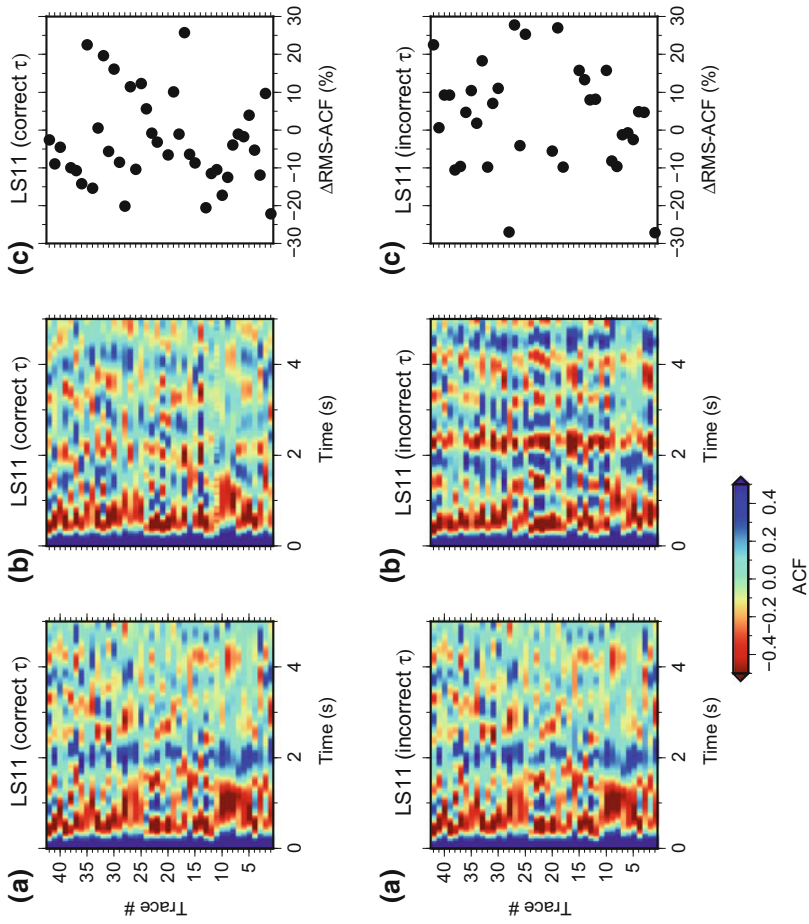 (a)
LS11 (correct τ)
Trace #
40
35
30
25
20
15
10
5
0
2
4
Time (s)
(b)
LS11 (correct τ)
0
2
4
Time (s)
(c)
LS11 (correct τ)
−30
−20
−10
0
10
20
30
ΔRMS-ACF (%)
(a)
LS11 (incorrect τ)
Trace #
40
35
30
25
20
15
10
5
0
2
4
Time (s)
(b)
LS11 (incorrect τ)
0
2
4
Time (s)
(c)
LS11 (incorrect τ)
−30
−20
−10
0
10
20
30
ΔRMS-ACF (%)
−0.4
−0.2
0.0
0.2
0.4
ACF